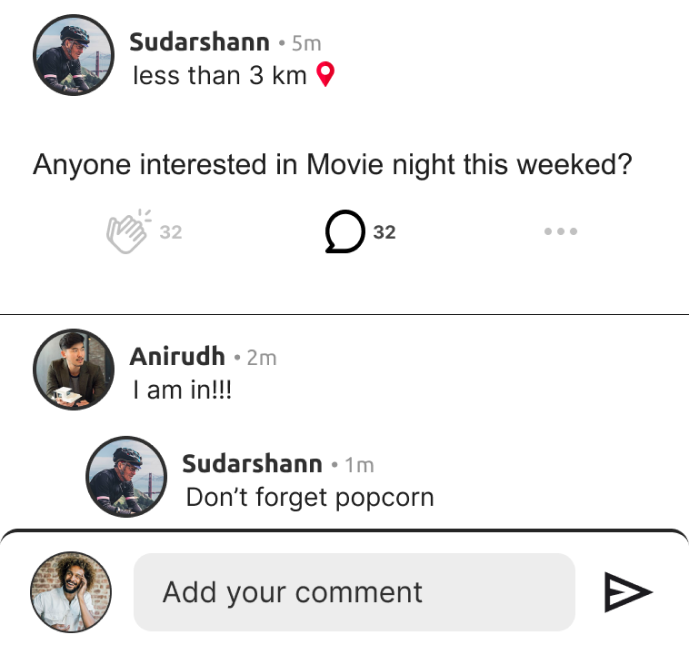 Sudarshann • 5m
less than 3 km
Anyone interested in Movie night this weeked?
32 32
Anirudh • 2m
I am in!!!
Sudarshann • 1m
Don’t forget popcorn
Add your comment